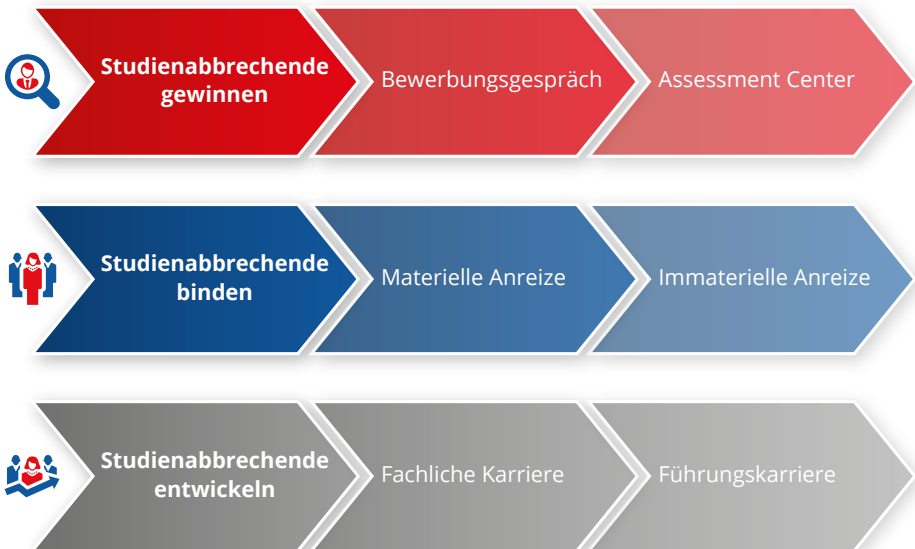 Studienabbrechende
gewinnen
Bewerbungsgespräch
Assessment Center
Studienabbrechende
binden
Materielle Anreize
Immaterielle Anreize
Studienabbrechende
entwickeln
Fachliche Karriere
Führungskarriere